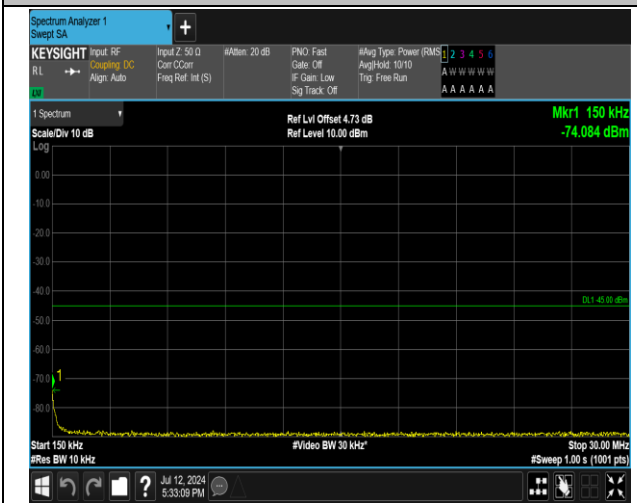 Spectrum Analyzer 1
Swept SA
+
KEYSIGHT
RL
LXI
Input: RF
Coupling: DC
Align: Auto
Input Z: 50 Ω
Corr CCorr
Freq Ref: Int (S)
#Atten: 20 dB
PNO: Fast
Gate: Off
IF Gain: Low
Sig Track: Off
#Avg Type: Power (RMS
Avg|Hold: 10/10
Trig: Free Run
1 2 3 4 5 6
A W W W W W
A A A A A A
1 Spectrum
Scale/Div 10 dB
Log
Ref Lvl Offset 4.73 dB
Ref Level 10.00 dBm
Mkr1 150 kHz
-74.084 dBm
0.00
-10.0
-20.0
-30.0
-40.0
DL1 -45.00 dBm
-50.0
-60.0
-70.0
1
-80.0
Start 150 kHz
#Res BW 10 kHz
#Video BW 30 kHz*
Stop 30.00 MHz
#Sweep 1.00 s (1001 pts)
?
Jul 12, 2024
5:33:09 PM